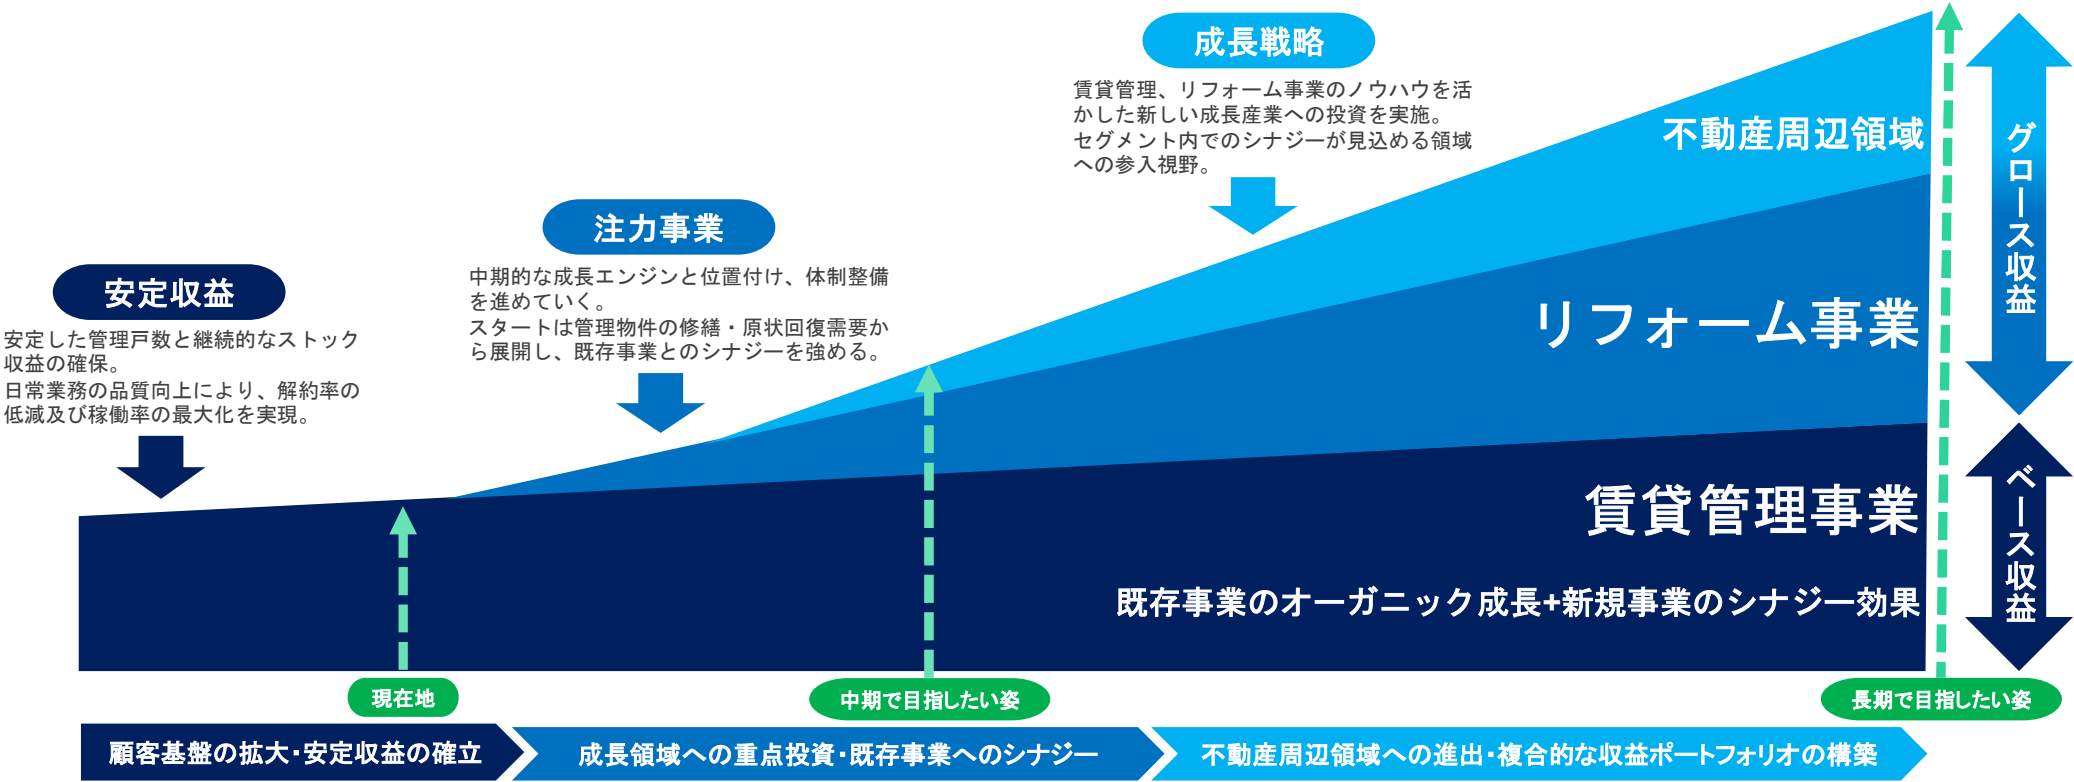 成長戦略
賃貸管理、リフォーム事業のノウハウを活
かした新しい成長産業への投資を実施。
セグメント内でのシナジーが見込める領域
への参入視野。
注力事業
中期的な成長エンジンと位置付け、体制整備
を進めていく。
スタートは管理物件の修繕・原状回復需要か
ら展開し、既存事業とのシナジーを強める。
安定収益
安定した管理戸数と継続的なストック
収益の確保。
日常業務の品質向上により、解約率の
低減及び稼働率の最大化を実現。
不動産周辺領域
リフォーム事業
賃貸管理事業
既存事業のオーガニック成長+新規事業のシナジー効果
グロース収益
ベース収益
現在地
中期で目指したい姿
長期で目指したい姿
顧客基盤の拡大・安定収益の確立
成長領域への重点投資・既存事業へのシナジー
不動産周辺領域への進出・複合的な収益ポートフォリオの構築